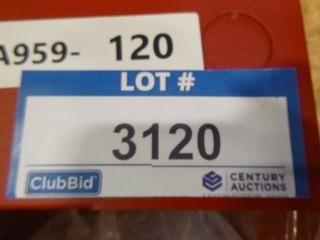 A959- 120
LOT #
3120
ClubBid
CENTURY
AUCTIONS